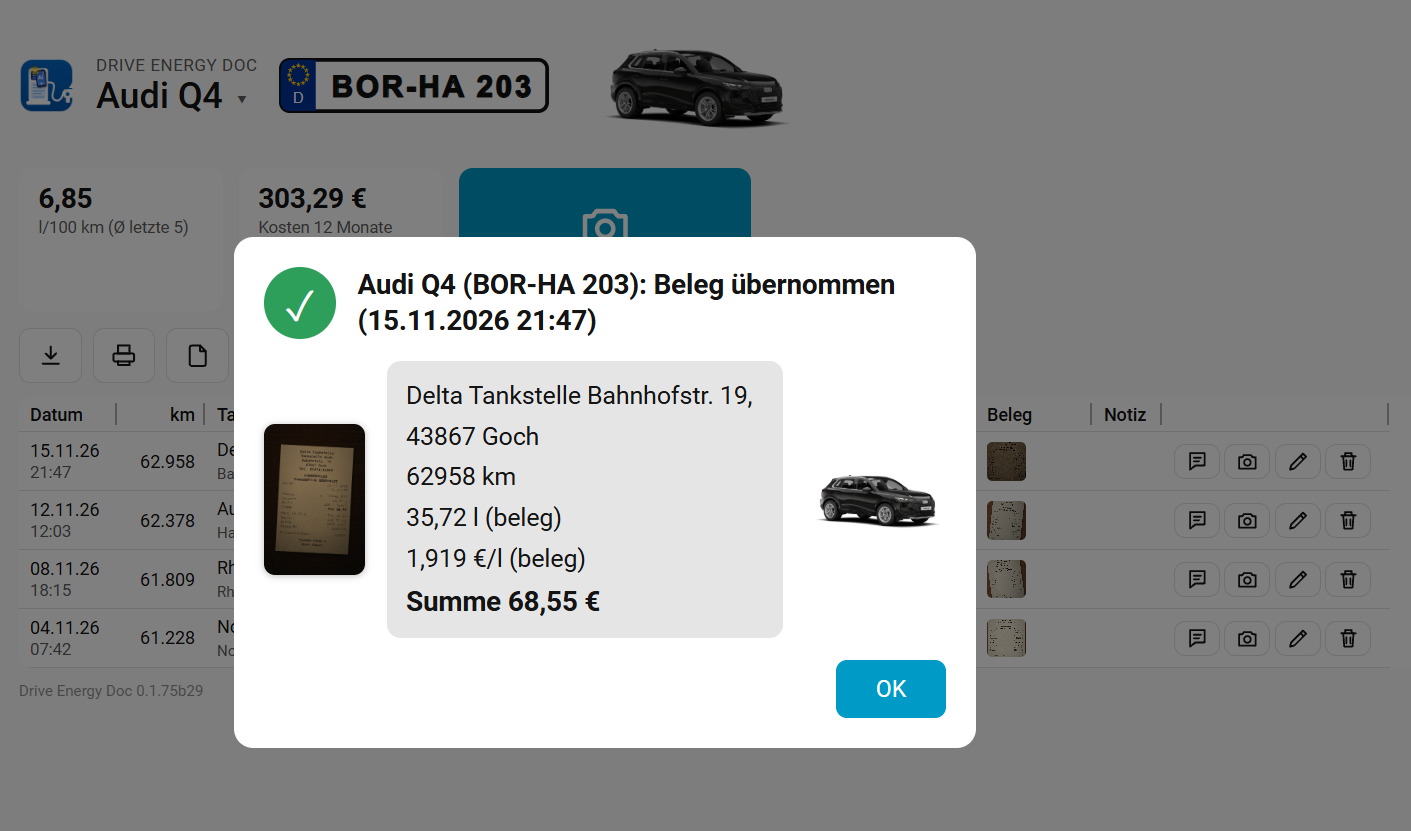 DRIVE ENERGY DOC
Audi Q4
D
BOR-HA 203
6,85
l/100 km (Ø letzte 5)
303,29 €
Kosten 12 Monate
Audi Q4 (BOR-HA 203): Beleg übernommen
(15.11.2026 21:47)
Delta Tankstelle Bahnhofstr. 19,
43867 Goch
62958 km
35,72 l (beleg)
1,919 €/l (beleg)
Summe 68,55 €
OK
Datum km Beleg Notiz
15.11.26
21:47
62.958
12.11.26
12:03
62.378
08.11.26
18:15
61.809
04.11.26
07:42
61.228
Drive Energy Doc 0.1.75b29